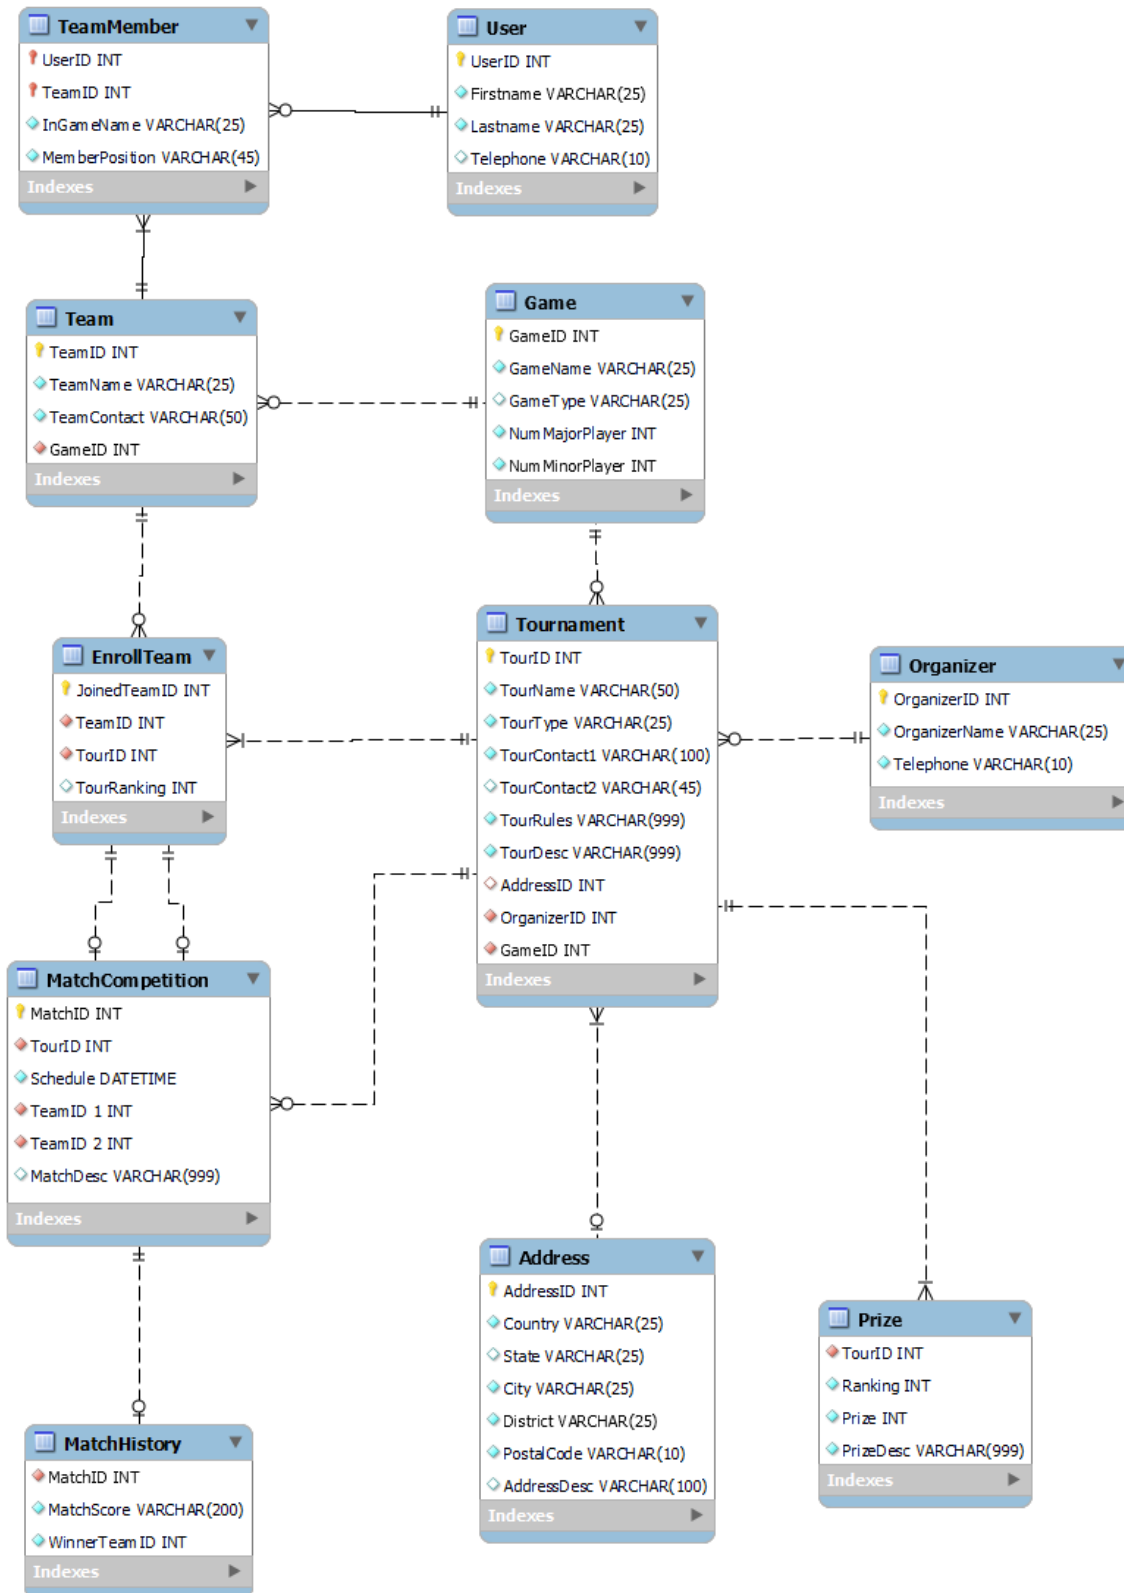 TeamMember
UserID INT
TeamID INT
InGameName VARCHAR(25)
MemberPosition VARCHAR(45)
Indexes
User
UserID INT
Firstname VARCHAR(25)
Lastname VARCHAR(25)
Telephone VARCHAR(10)
Indexes
Team
TeamID INT
TeamName VARCHAR(25)
TeamContact VARCHAR(50)
GameID INT
Indexes
Game
GameID INT
GameName VARCHAR(25)
GameType VARCHAR(25)
NumMajorPlayer INT
NumMinorPlayer INT
Indexes
EnrollTeam
JoinedTeamID INT
TeamID INT
TourID INT
TourRanking INT
Indexes
Tournament
TourID INT
TourName VARCHAR(50)
TourType VARCHAR(25)
TourContact1 VARCHAR(100)
TourContact2 VARCHAR(45)
TourRules VARCHAR(999)
TourDesc VARCHAR(999)
AddressID INT
OrganizerID INT
GameID INT
Indexes
Organizer
OrganizerID INT
OrganizerName VARCHAR(25)
Telephone VARCHAR(10)
Indexes
MatchCompetition
MatchID INT
TourID INT
Schedule DATETIME
TeamID 1 INT
TeamID 2 INT
MatchDesc VARCHAR(999)
Indexes
Address
AddressID INT
Country VARCHAR(25)
State VARCHAR(25)
City VARCHAR(25)
District VARCHAR(25)
PostalCode VARCHAR(10)
AddressDesc VARCHAR(100)
Indexes
Prize
TourID INT
Ranking INT
Prize INT
PrizeDesc VARCHAR(999)
Indexes
MatchHistory
MatchID INT
MatchScore VARCHAR(200)
WinnerTeamID INT
Indexes